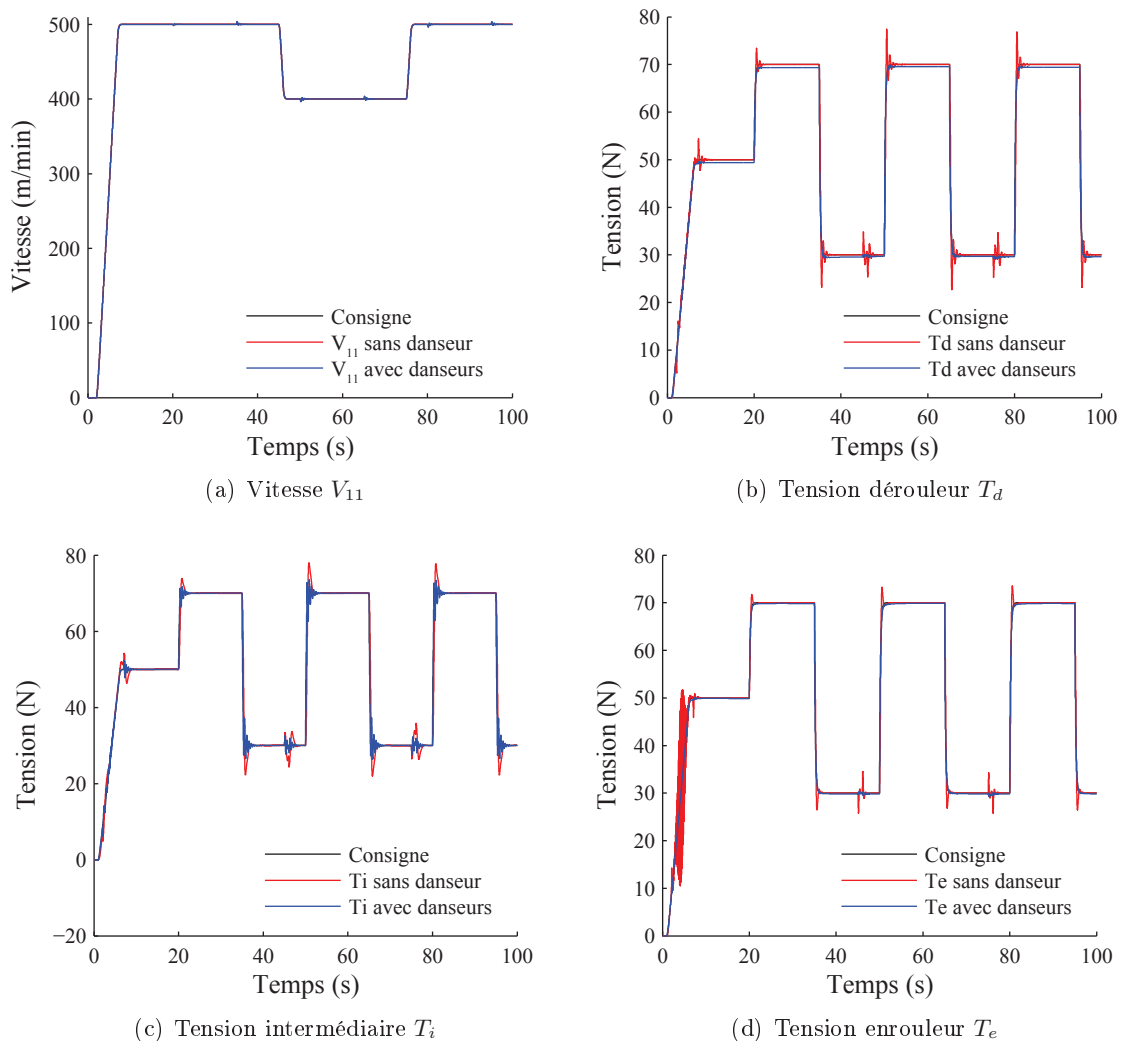 500
400
300
200
100
0
Vitesse (m/min)
0 20 40 60 80 100
Temps (s)
Consigne
V11 sans danseur
V11 avec danseurs
(a) Vitesse V11
80
70
60
50
40
30
20
10
0
Tension (N)
0 20 40 60 80 100
Temps (s)
Consigne
Td sans danseur
Td avec danseurs
(b) Tension dérouleur Td
80
60
40
20
0
−20
Tension (N)
0 20 40 60 80 100
Temps (s)
Consigne
Ti sans danseur
Ti avec danseurs
(c) Tension intermédiaire Ti
80
70
60
50
40
30
20
10
0
Tension (N)
0 20 40 60 80 100
Temps (s)
Consigne
Te sans danseur
Te avec danseurs
(d) Tension enrouleur Te